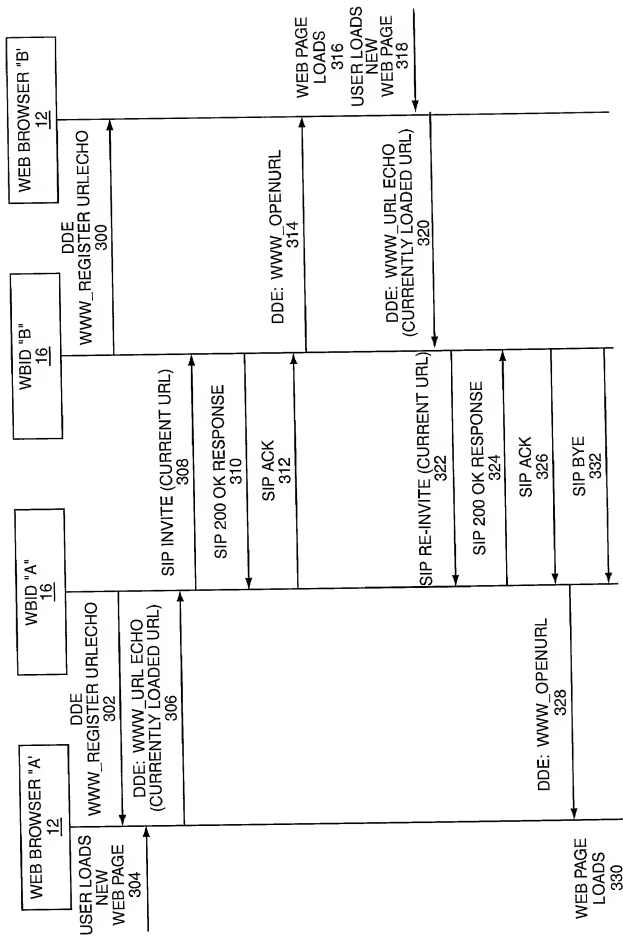 WEB BROWSER "A'
12
WBID "A"
16
WBID "B"
16
WEB BROWSER "B'
12
DDE
WWW_REGISTER URLECHO
300
DDE
WWW_REGISTER URLECHO
302
USER LOADS
NEW
WEB PAGE
304
DDE: WWW_URL ECHO
(CURRENTLY LOADED URL)
306
SIP INVITE (CURRENT URL)
308
SIP 200 OK RESPONSE
310
SIP ACK
312
DDE: WWW_OPENURL
314
WEB PAGE
LOADS
316
USER LOADS
NEW
WEB PAGE
318
DDE: WWW_URL ECHO
(CURRENTLY LOADED URL)
320
SIP RE-INVITE (CURRENT URL)
322
SIP 200 OK RESPONSE
324
SIP ACK
326
DDE: WWW_OPENURL
328
WEB PAGE
LOADS
330
SIP BYE
332